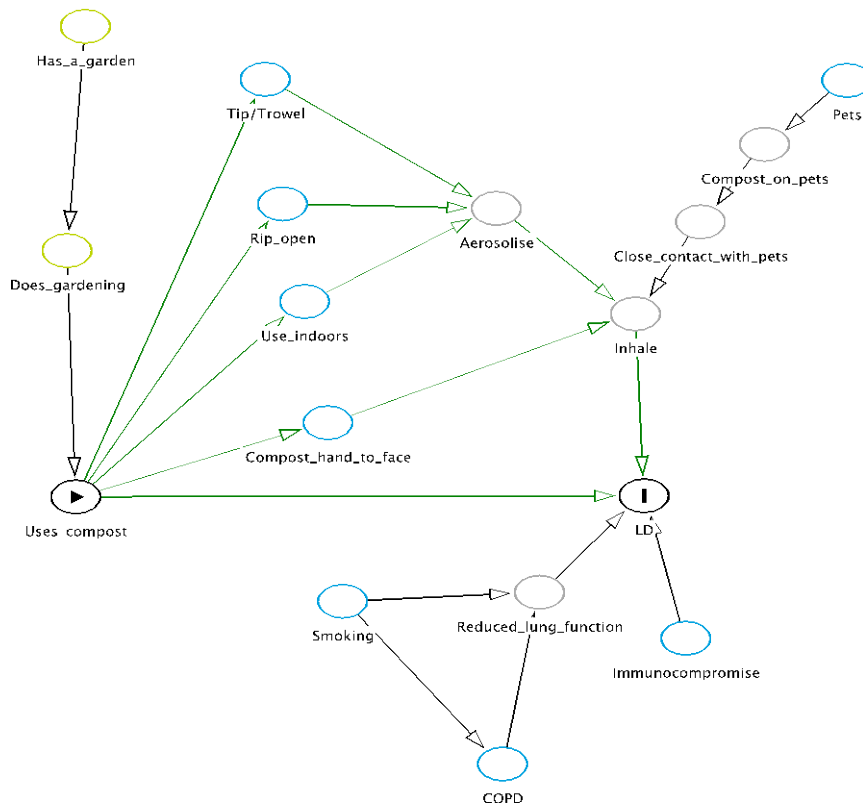 Has_a_garden
Tip/Trowel
Pets
Compost_on_pets
Rip_open
Aerosolise
Close_contact_with_pets
Does_gardening
Use_indoors
Inhale
Compost_hand_to_face
Uses compost
LD
Smoking
Reduced_lung_function
Immunocompromise
COPD